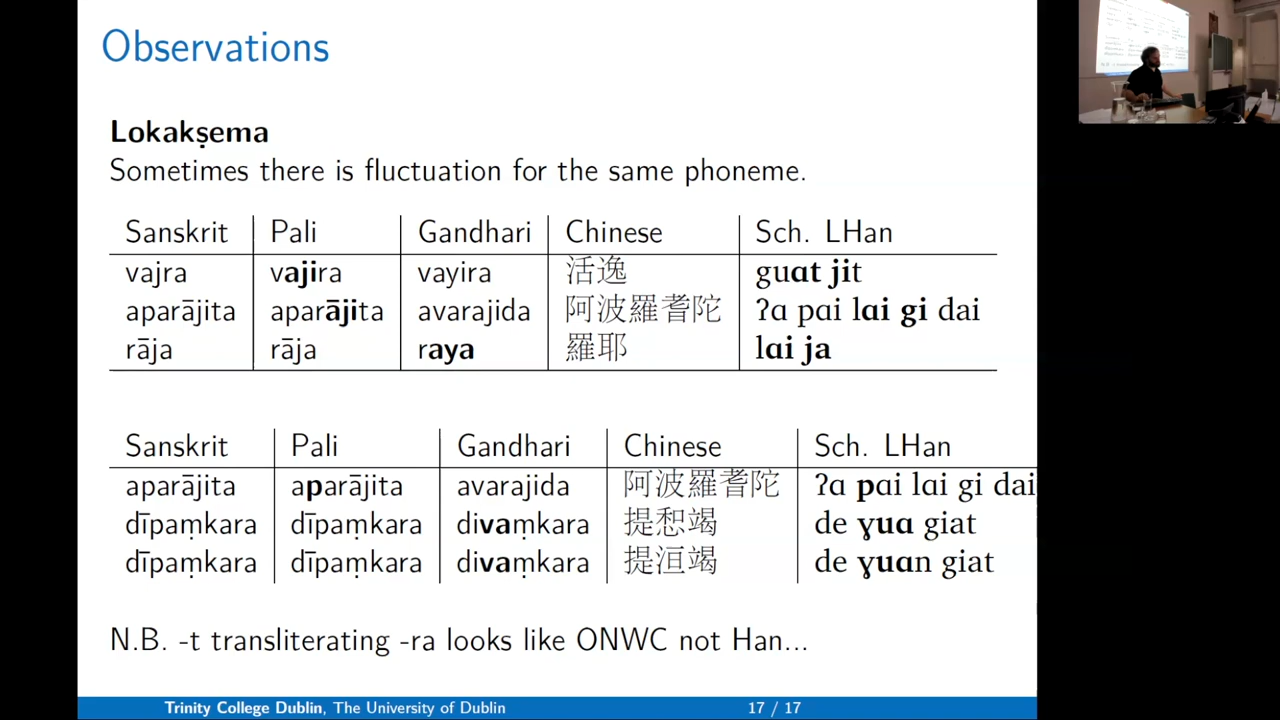 Observations
Lokakṣema
Sometimes there is fluctuation for the same phoneme.
Sanskrit Pali Gandhari Chinese Sch. LHan
vajra vajira vayira 活逸 guat jit
aparājita aparājita avarajida 阿波羅耆陀 ʔɑ pɑi lɑi gi dɑi
rāja rāja raya 羅耶 lɑi ja
Sanskrit Pali Gandhari Chinese Sch. LHan
aparājita aparājita avarajida 阿波羅耆陀 ʔɑ pɑi lɑi gi dɑi
dīpaṃkara dīpaṃkara divaṃkara 提惒竭 de ɣuɑ giat
dīpaṃkara dīpaṃkara divaṃkara 提洹竭 de ɣuɑn giat
N.B. -t transliterating -ra looks like ONWC not Han...
Trinity College Dublin, The University of Dublin 17 / 17